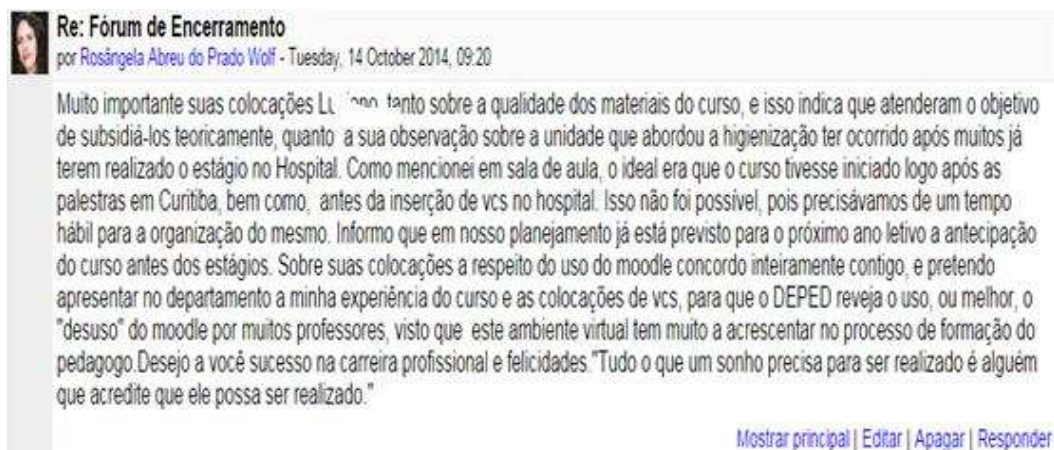 Re: Fórum de Encerramento
por Rosângela Abreu do Prado Wolf - Tuesday, 14 October 2014, 09:20
Muito importante suas colocações tanto sobre a qualidade dos materiais do curso, e isso indica que atenderam o objetivo
de subsidiá-los teoricamente, quanto a sua observação sobre a unidade que abordou a higienização ter ocorrido após muitos já
terem realizado o estágio no Hospital. Como mencionei em sala de aula, o ideal era que o curso tivesse iniciado logo após as
palestras em Curitiba, bem como, antes da inserção de vcs no hospital. Isso não foi possível, pois precisávamos de um tempo
hábil para a organização do mesmo. Informo que em nosso planejamento já está previsto para o próximo ano letivo a antecipação
do curso antes dos estágios. Sobre suas colocações a respeito do uso do moodle concordo inteiramente contigo, e pretendo
apresentar no departamento a minha experiência do curso e as colocações de vcs, para que o DEPED reveja o uso, ou melhor, o
"desuso" do moodle por muitos professores, visto que este ambiente virtual tem muito a acrescentar no processo de formação do
pedagogo.Desejo a você sucesso na carreira profissional e felicidades."Tudo o que um sonho precisa para ser realizado é alguém
que acredite que ele possa ser realizado."
Mostrar principal | Editar | Apagar | Responder